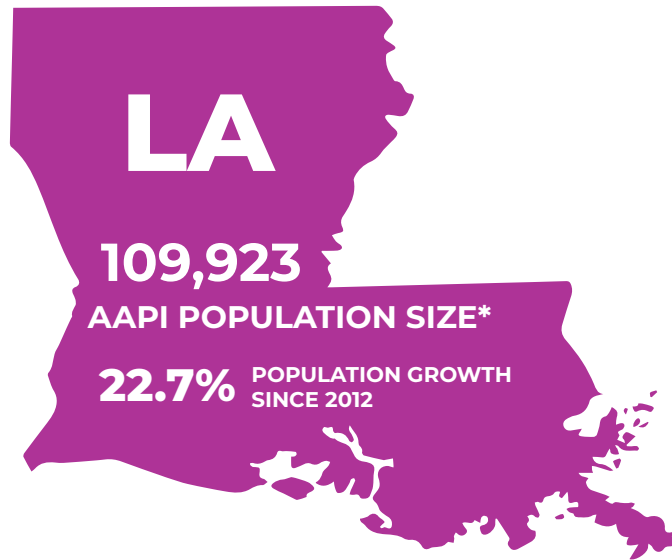 LA
109,923
AAPI POPULATION SIZE*
22.7% POPULATION GROWTH
SINCE 2012